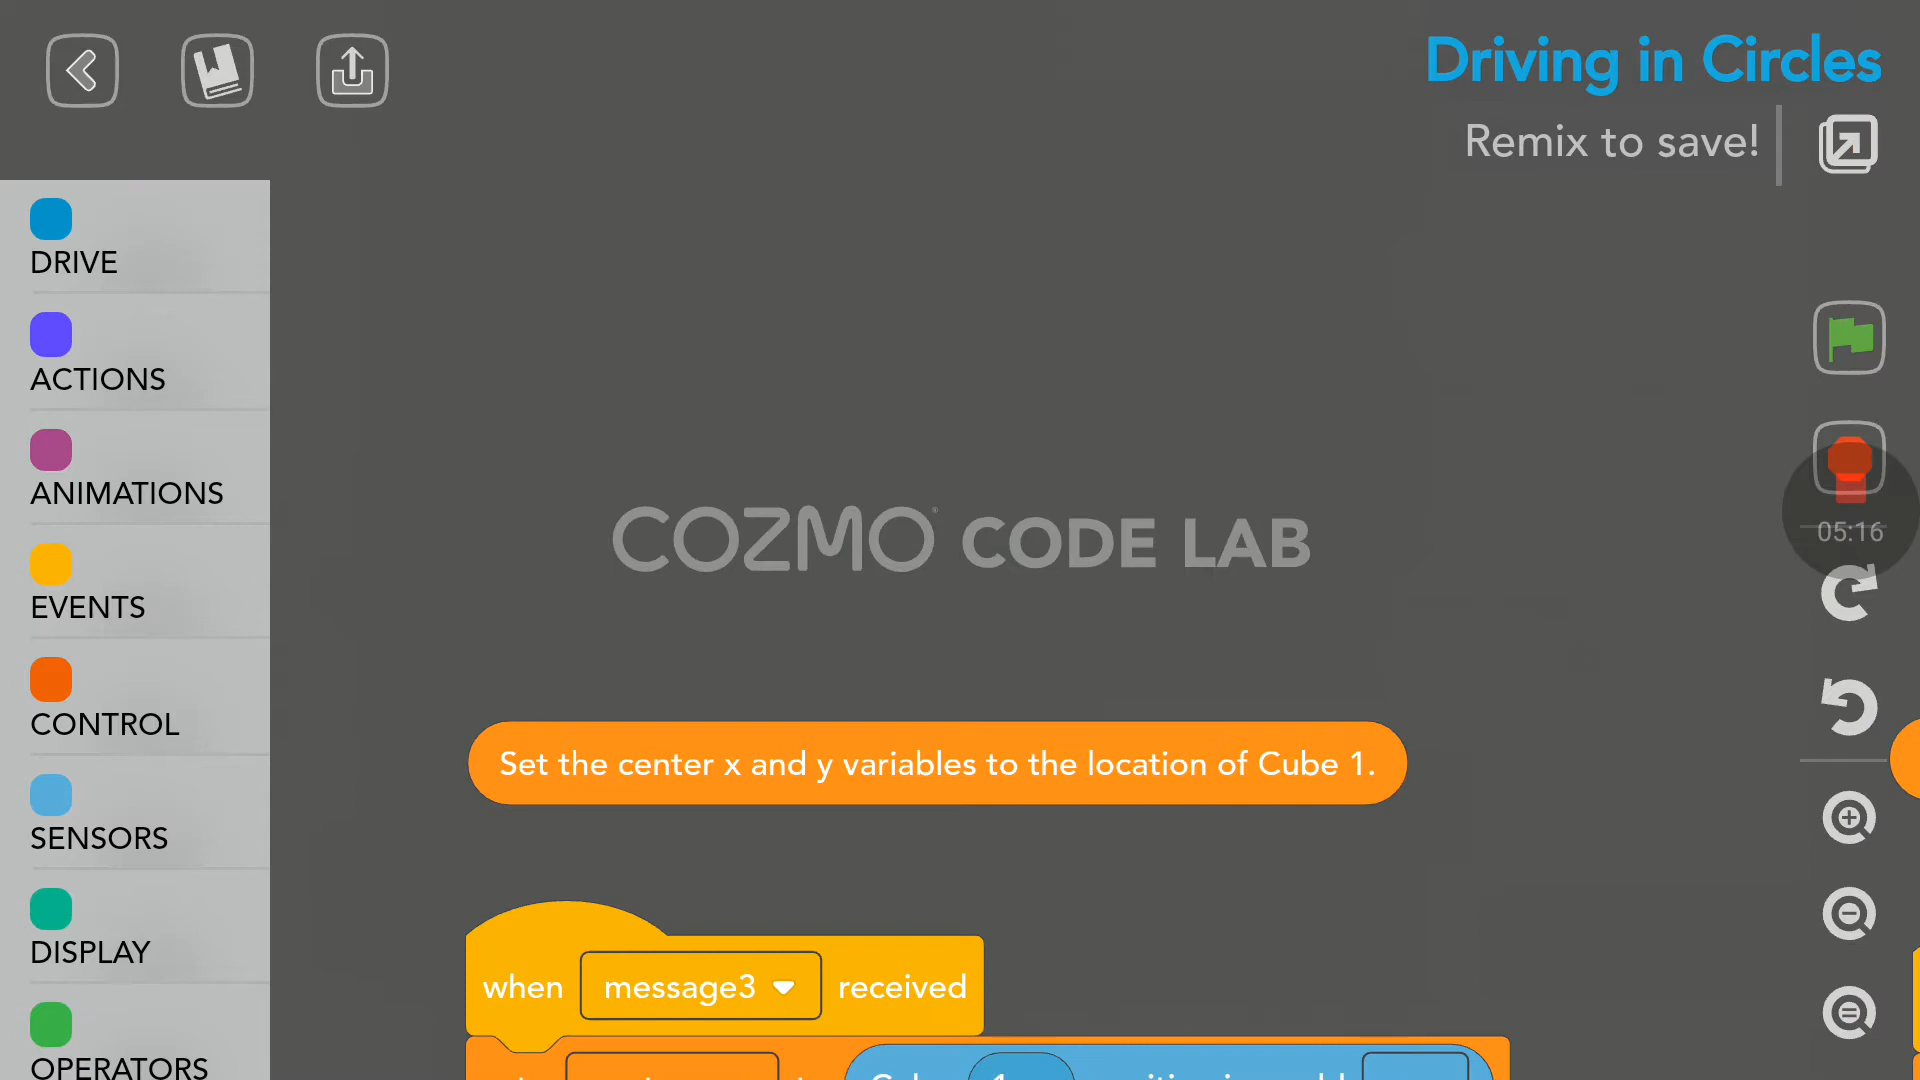 Driving in Circles
Remix to save!
DRIVE
ACTIONS
ANIMATIONS
EVENTS
CONTROL
SENSORS
DISPLAY
OPERATORS
COZMO® CODE LAB
05:16
Set the center x and y variables to the location of Cube 1.
when message3 received